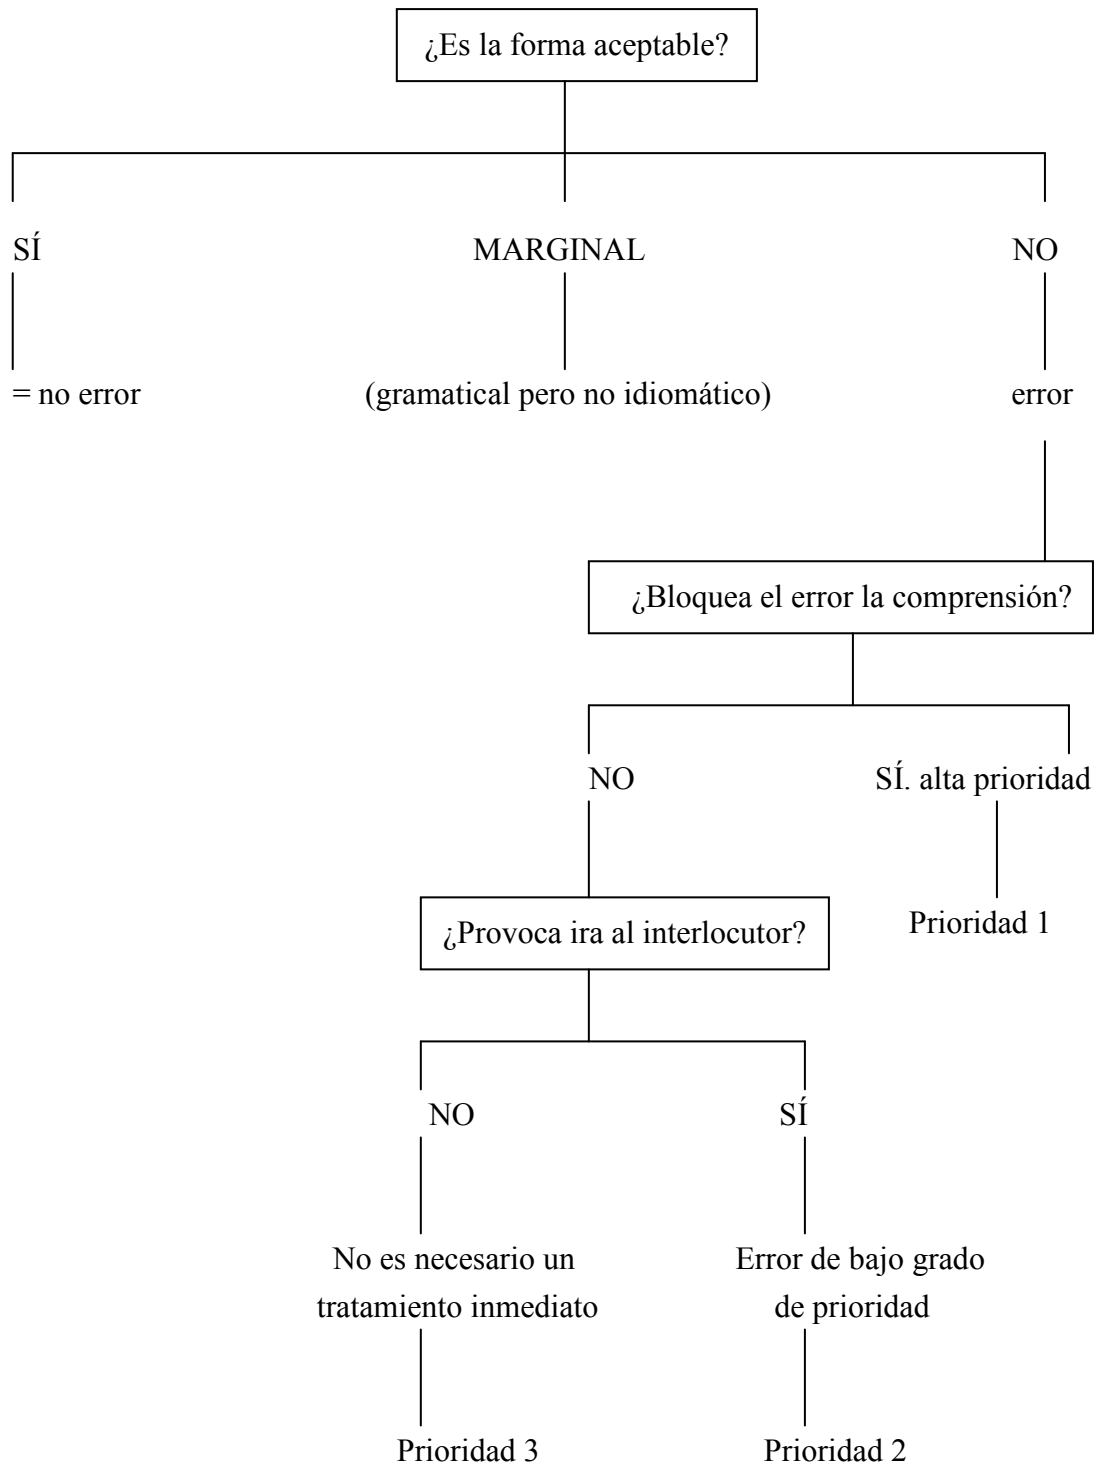 ¿Es la forma aceptable?
SÍ
MARGINAL
NO
= no error
(gramatical pero no idiomático)
error
¿Bloquea el error la comprensión?
NO
SÍ. alta prioridad
¿Provoca ira al interlocutor?
Prioridad 1
NO
SÍ
No es necesario un
tratamiento inmediato
Error de bajo grado
de prioridad
Prioridad 3
Prioridad 2